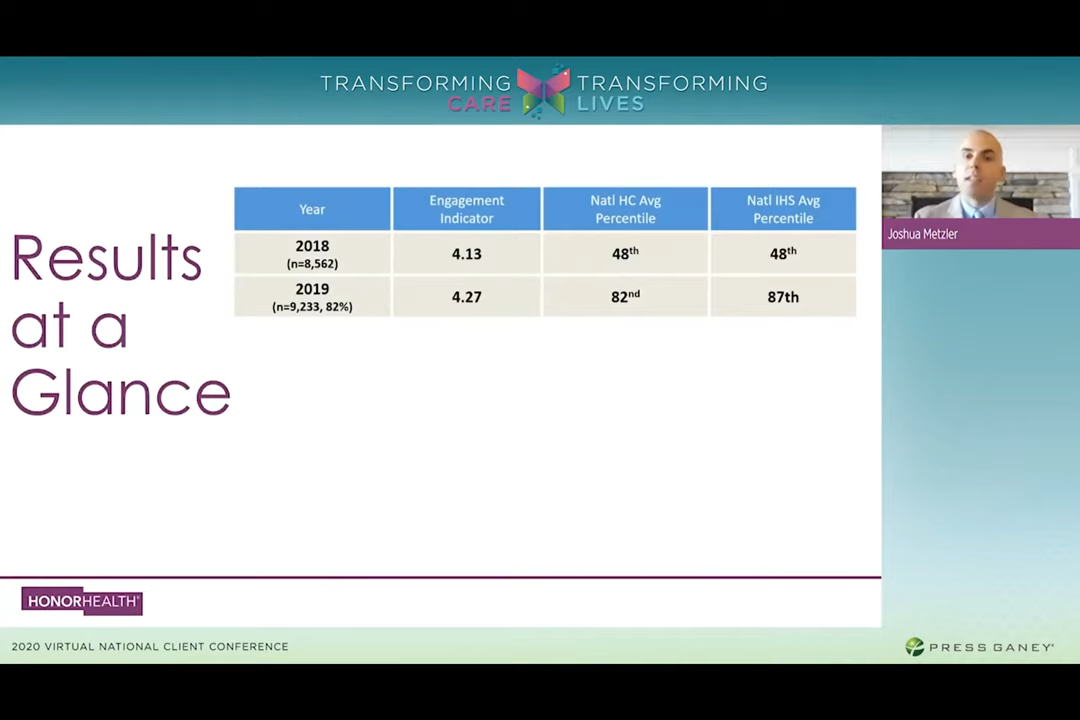 TRANSFORMING TRANSFORMING
CARE LIVES
Results
at a
Glance
Year
Engagement
Indicator
Natl HC Avg
Percentile
Natl IHS Avg
Percentile
2018
(n=8,562)
4.13
48th
48th
2019
(n=9,233, 82%)
4.27
82nd
87th
Joshua Metzler
HONORHEALTH®
2020 VIRTUAL NATIONAL CLIENT CONFERENCE
PRESS GANEY®